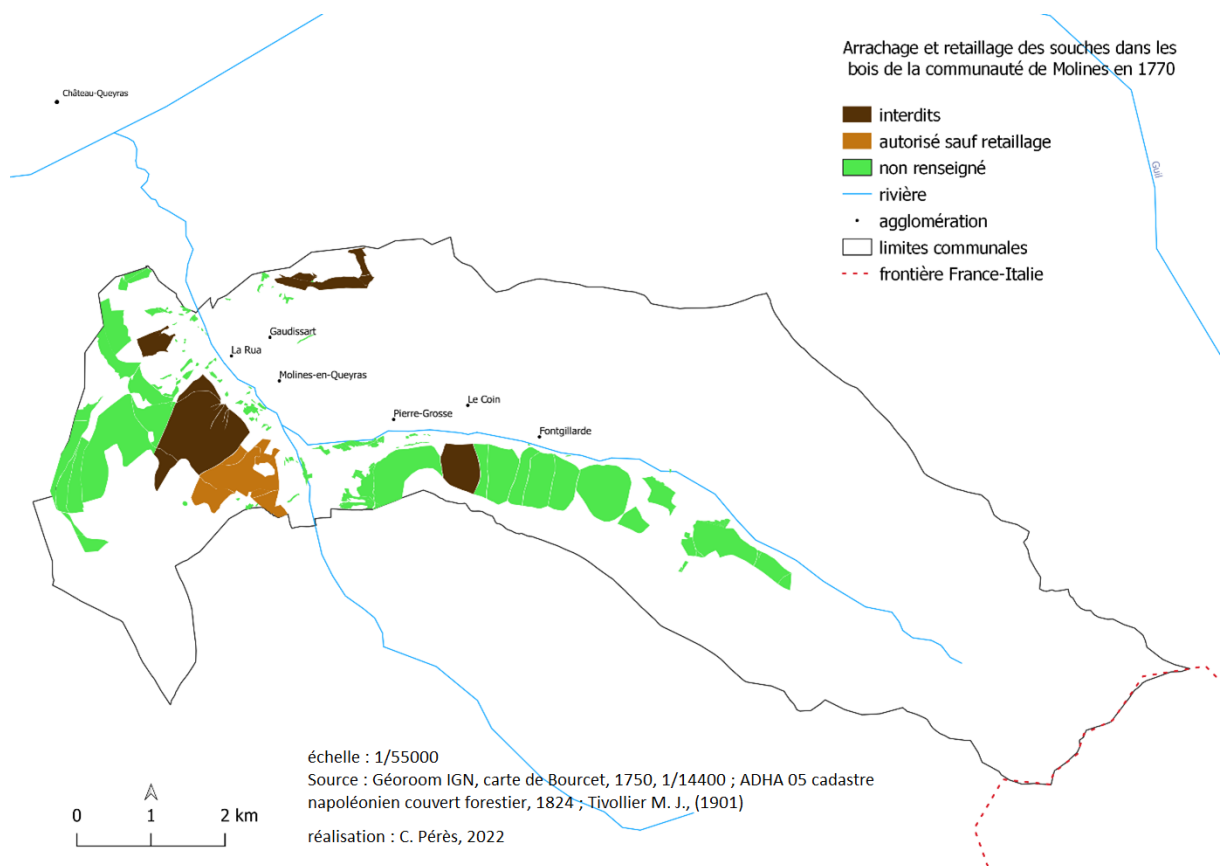 Arrachage et retaillage des souches dans les
bois de la communauté de Molines en 1770
interdits
autorisé sauf retaillage
non renseigné
rivière
agglomération
limites communales
frontière France-Italie
Château-Queyras
Guil
Gaudissart
La Rua
Molines-en-Queyras
Le Coin
Pierre-Grosse
Fontgillarde
échelle : 1/55000
Source : Géoroom IGN, carte de Bourcet, 1750, 1/14400 ; ADHA 05 cadastre
napoléonien couvert forestier, 1824 ; Tivollier M. J., (1901)
réalisation : C. Pérès, 2022
0 1 2 km